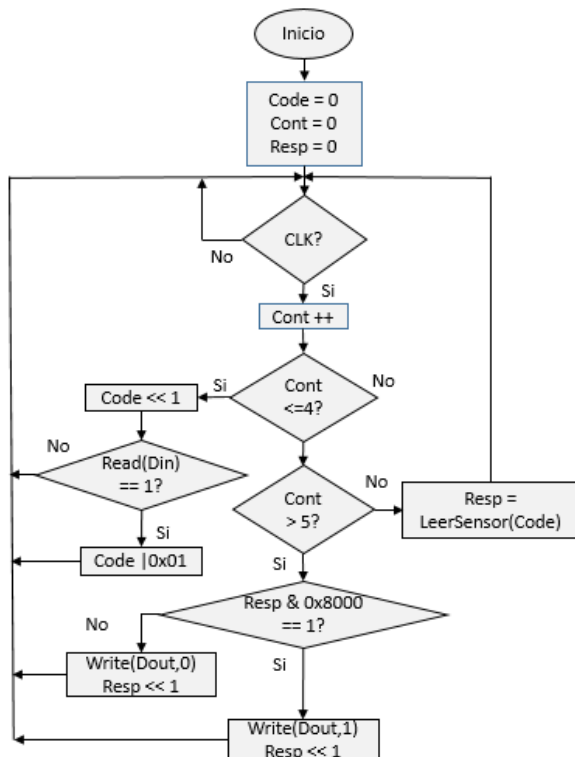 Inicio
Code = 0
Cont = 0
Resp = 0
CLK?
No
Si
Cont ++
Cont
<=4?
Si
No
Code << 1
Read(Din)
== 1?
No
Si
Code |0x01
Cont
> 5?
No
Resp =
LeerSensor(Code)
Si
Resp & 0x8000
== 1?
No
Write(Dout,0)
Resp << 1
Si
Write(Dout,1)
Resp << 1